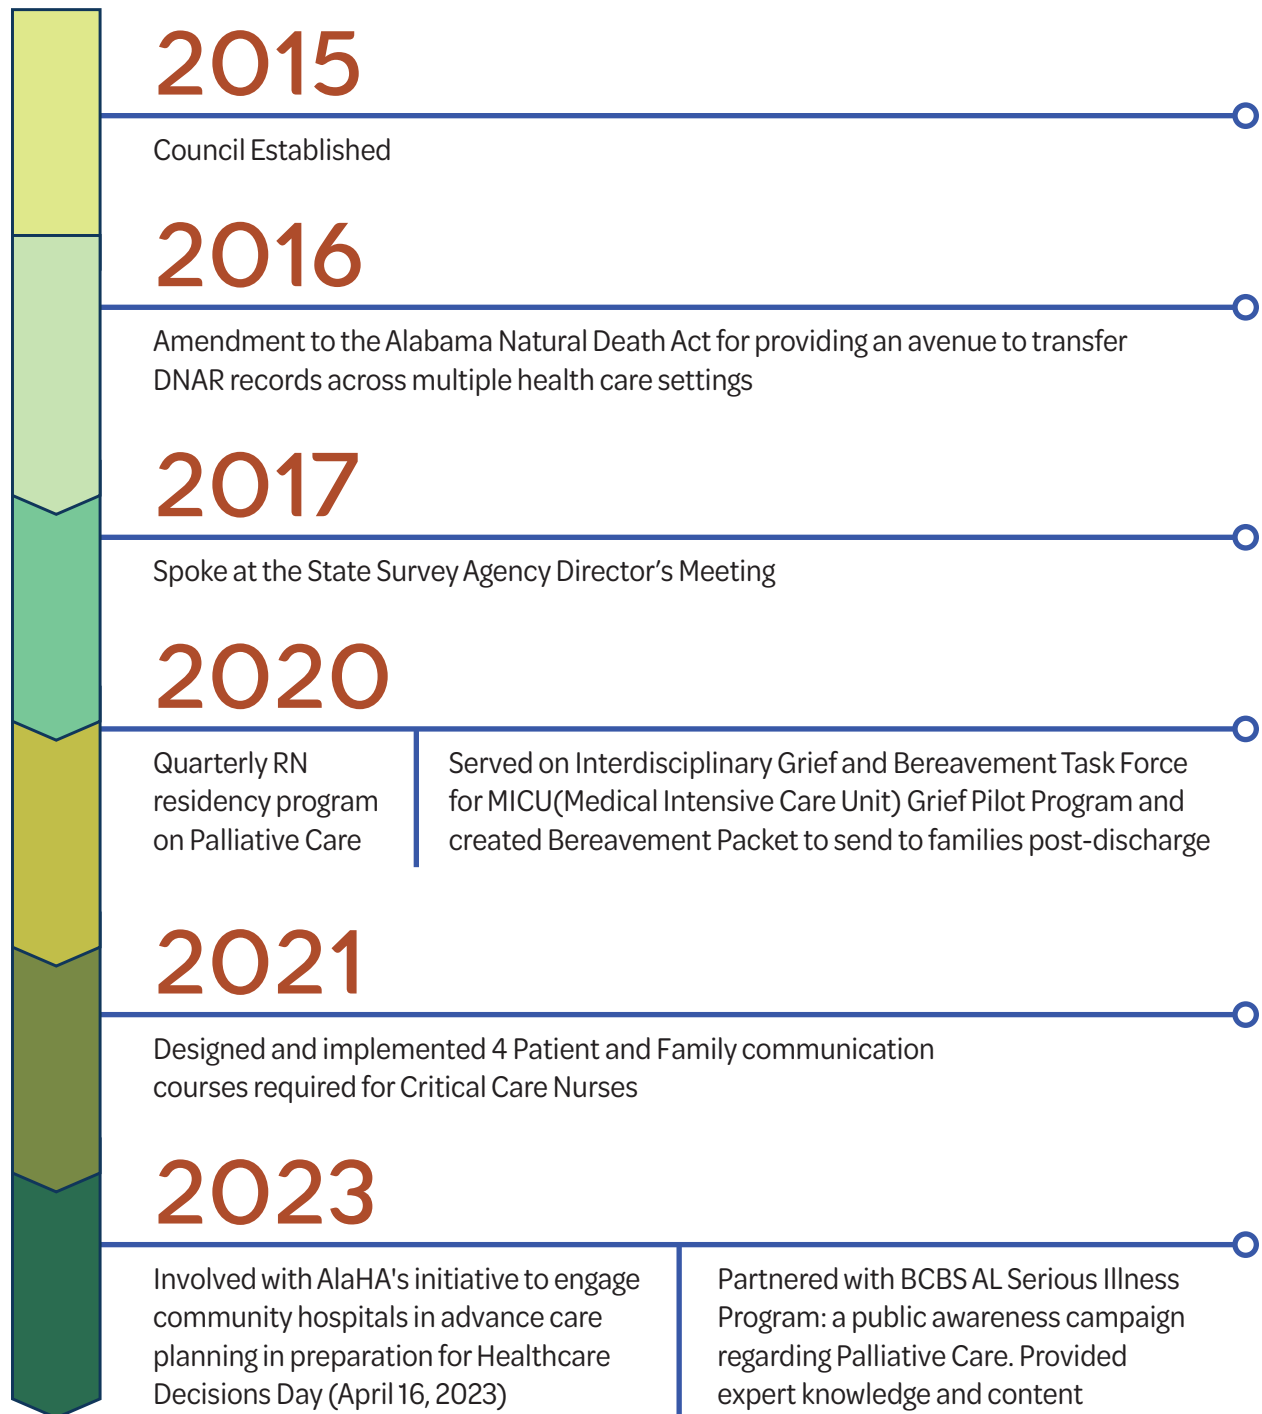 2015
Council Established
2016
Amendment to the Alabama Natural Death Act for providing an avenue to transfer
DNAR records across multiple health care settings
2017
Spoke at the State Survey Agency Director’s Meeting
2020
Quarterly RN
residency program
on Palliative Care
Served on Interdisciplinary Grief and Bereavement Task Force
for MICU(Medical Intensive Care Unit) Grief Pilot Program and
created Bereavement Packet to send to families post-discharge
2021
Designed and implemented 4 Patient and Family communication
courses required for Critical Care Nurses
2023
Involved with AlaHA's initiative to engage
community hospitals in advance care
planning in preparation for Healthcare
Decisions Day (April 16, 2023)
Partnered with BCBS AL Serious Illness
Program: a public awareness campaign
regarding Palliative Care. Provided
expert knowledge and content